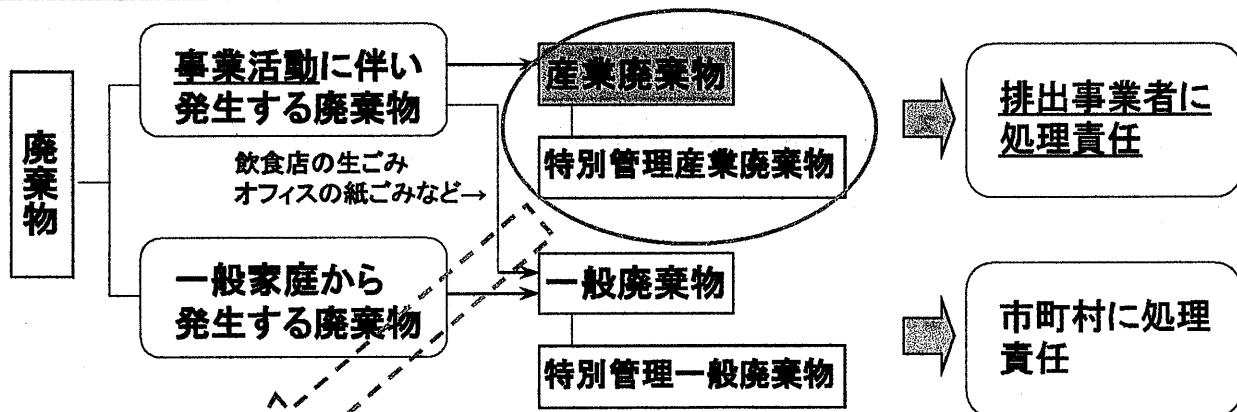 廃棄物
事業活動に伴い
発生する廃棄物
飲食店の生ごみ
オフィスの紙ごみなど→
一般家庭から
発生する廃棄物
産業廃棄物
特別管理産業廃棄物
一般廃棄物
特別管理一般廃棄物
排出事業者に
処理責任
市町村に処理
責任